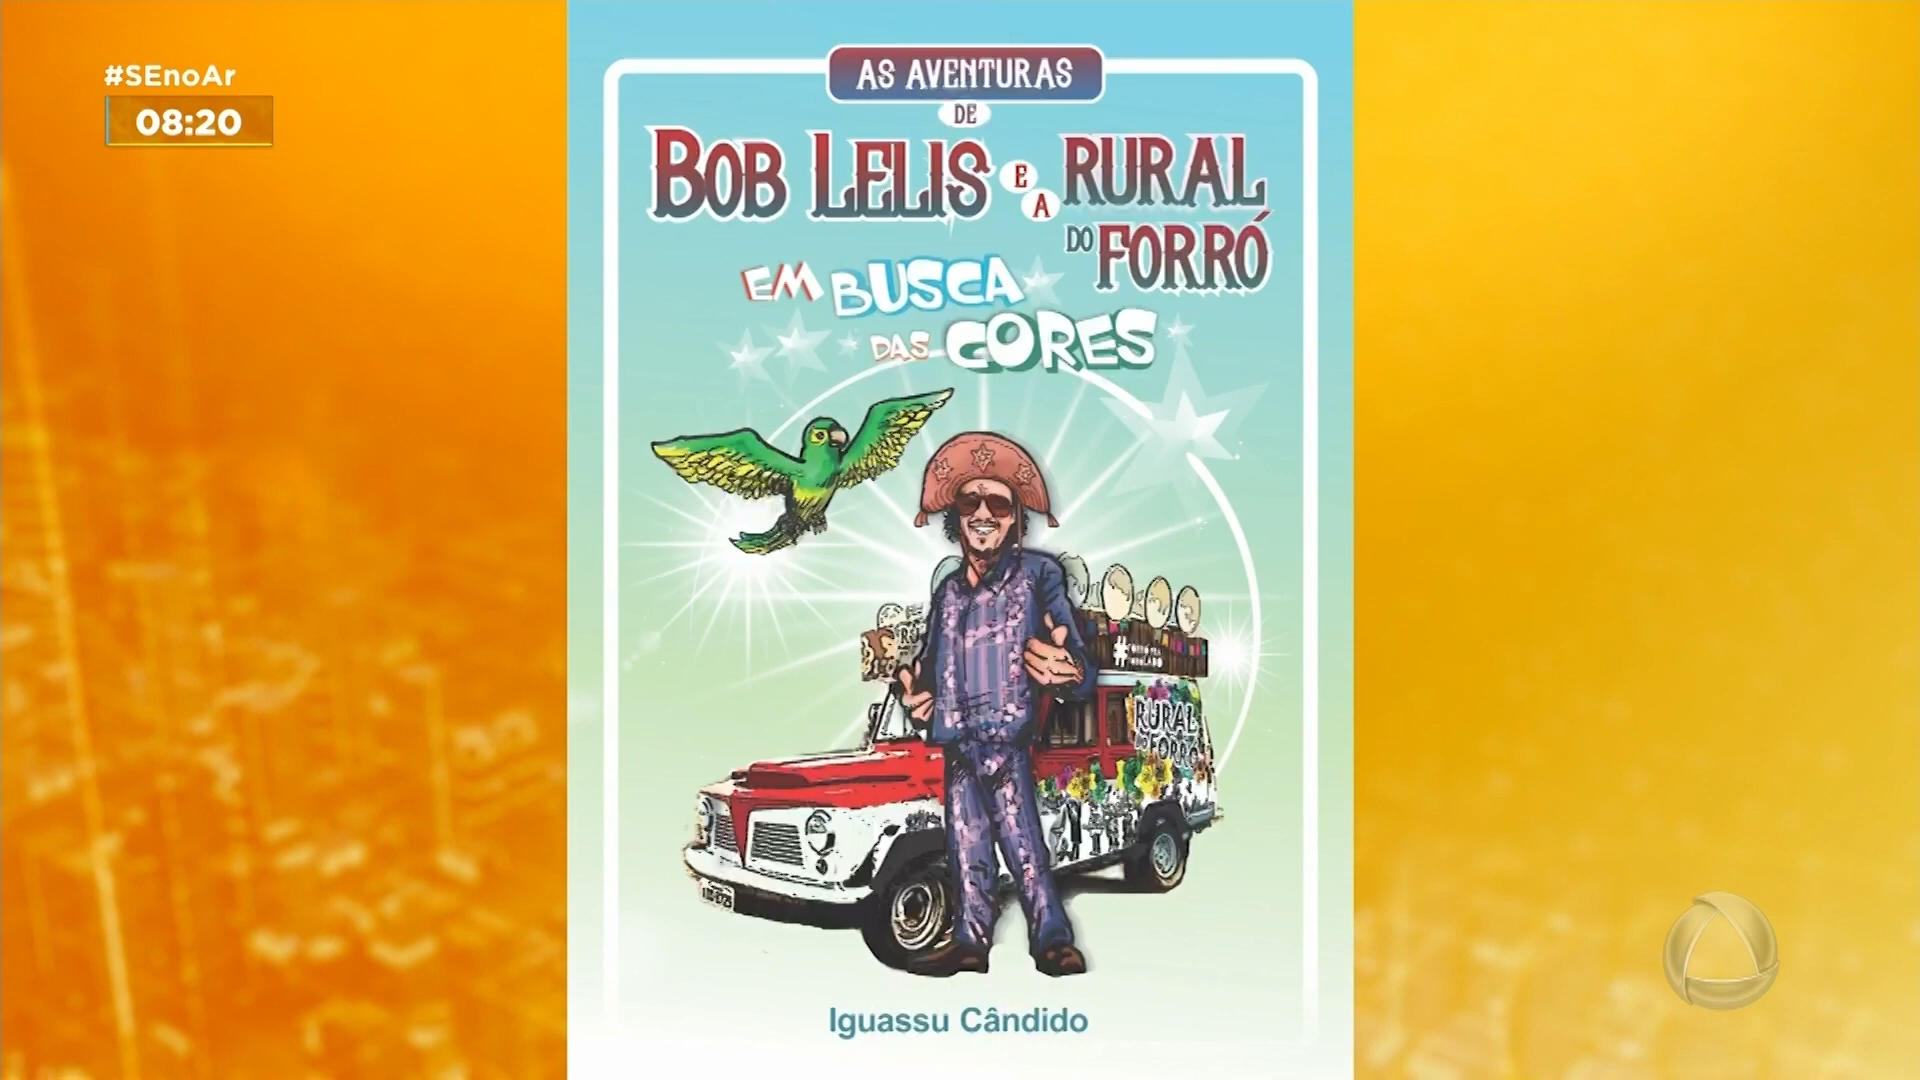 #SEnoAr
08:20
AS AVENTURAS
DE
BOB LELIS E A RURAL
DO FORRÓ
EM BUSCA
DAS CORES
RURAL
DO FORRÓ
Iguassu Cândido